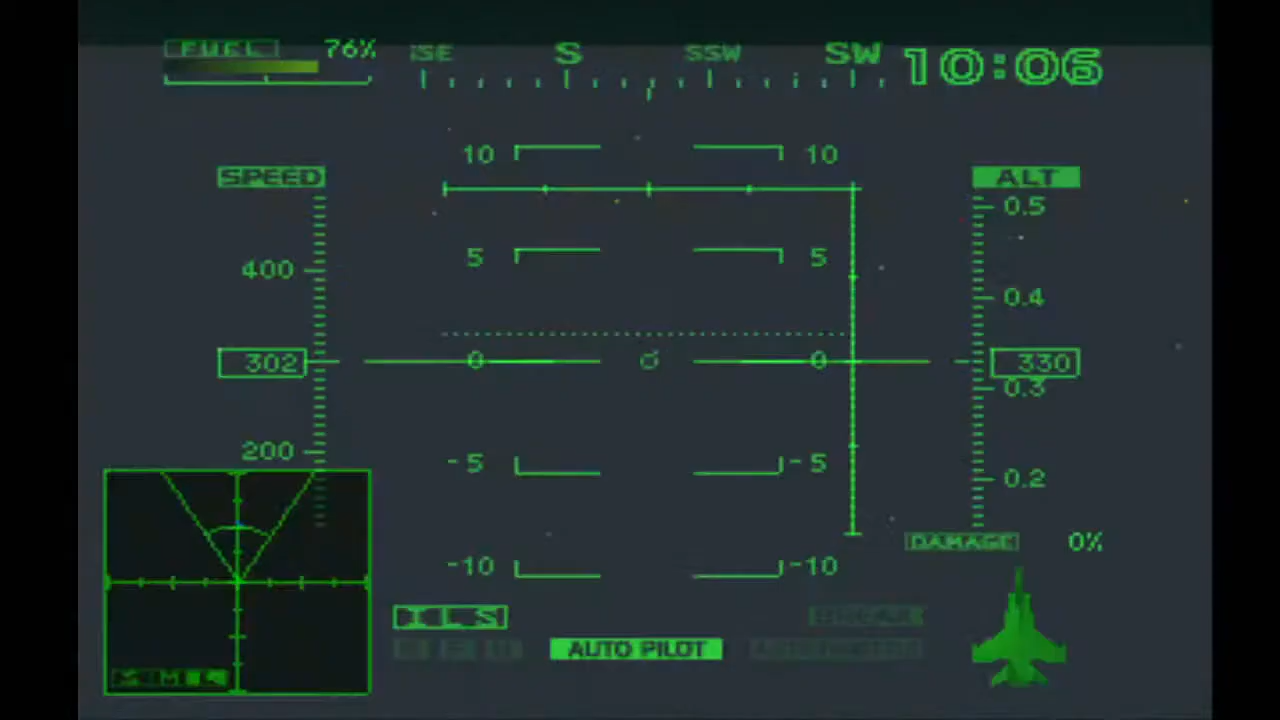 FUEL 76% SE S SSW SW 10:06
10 10
SPEED ALT
0.5
5 5
400 0.4
302 0 0 330
0.3
200 -5 -5
0.2
DAMAGE 0%
-10 -10
ILS
AUTO PILOT